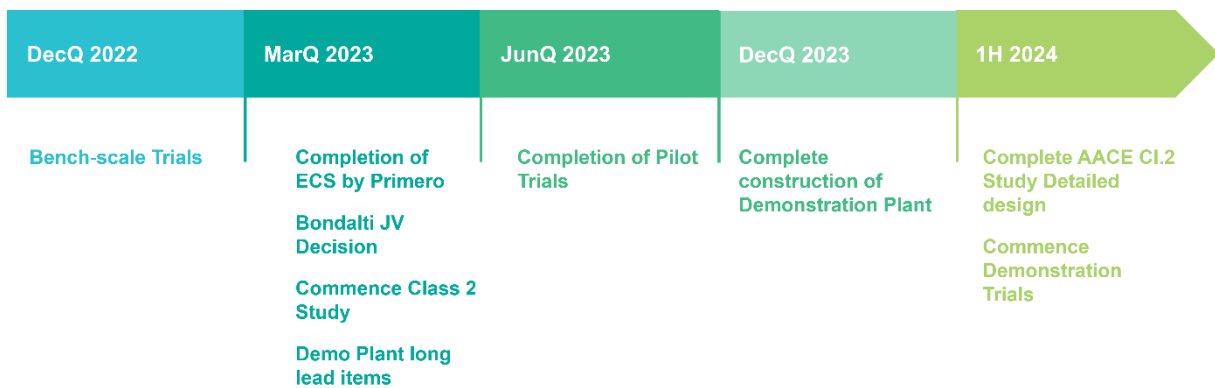 DecQ 2022
MarQ 2023
JunQ 2023
DecQ 2023
1H 2024
Bench-scale Trials
Completion of
ECS by Primero
Bondalti JV
Decision
Commence Class 2
Study
Demo Plant long
lead items
Completion of Pilot
Trials
Complete
construction of
Demonstration Plant
Complete AACE Cl.2
Study Detailed
design
Commence
Demonstration
Trials